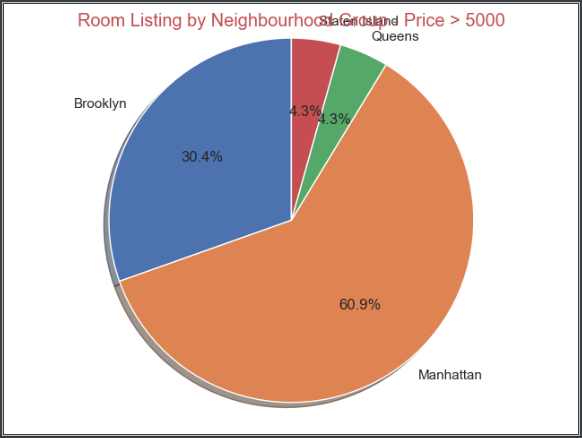 Room Listing by Neighbourhood Group - Price > 5000
Staten Island
Queens
Brooklyn
4.3%
4.3%
30.4%
60.9%
Manhattan